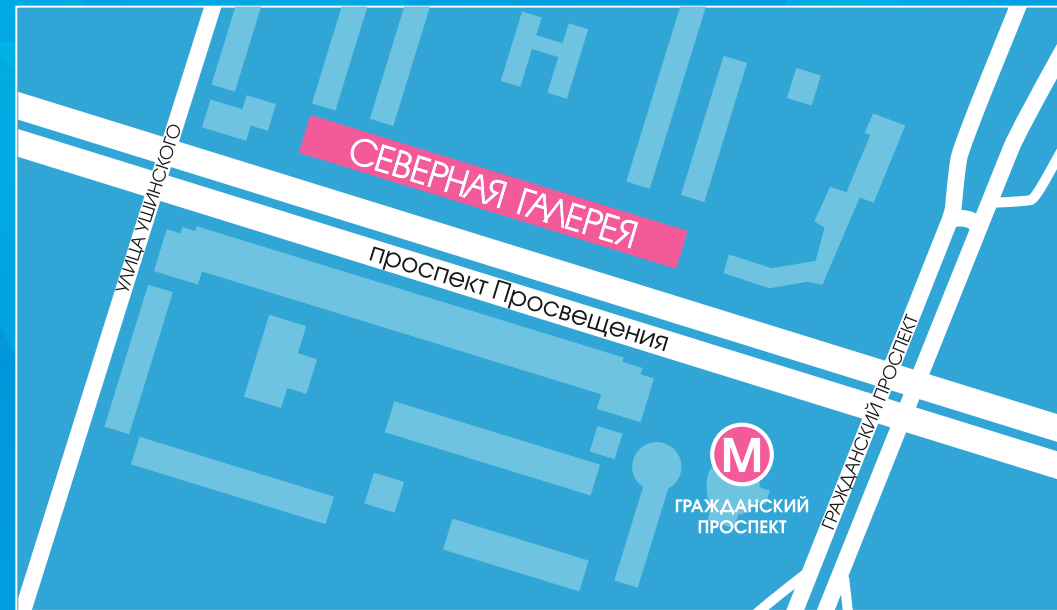 УЛИЦА УШИНСКОГО
СЕВЕРНАЯ ГАЛЕРЕЯ
проспект Просвещения
ГРАЖДАНСКИЙ ПРОСПЕКТ
М
ГРАЖДАНСКИЙ
ПРОСПЕКТ